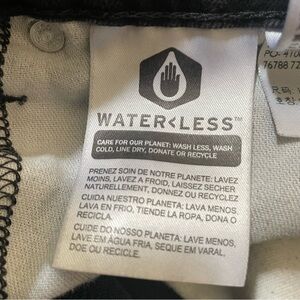 WATER<LESS™
CARE FOR OUR PLANET: WASH LESS, WASH
COLD, LINE DRY, DONATE OR RECYCLE
PRENEZ SOIN DE NOTRE PLANETE: LAVEZ
MOINS, LAVEZ A FROID, LAISSEZ SECHER
NATURELLEMENT, DONNEZ OU RECYCLEZ
CUIDA NUESTRO PLANETA: LAVA MENOS,
LAVA EN FRIO, TIENDE LA ROPA, DONA O
RECICLA.
CUIDE DO NOSSO PLANETA: LAVE MENOS,
LAVE EM ÁGUA FRIA, SEQUE EM VARAL,
DOE OU RECICLE.
76788 72